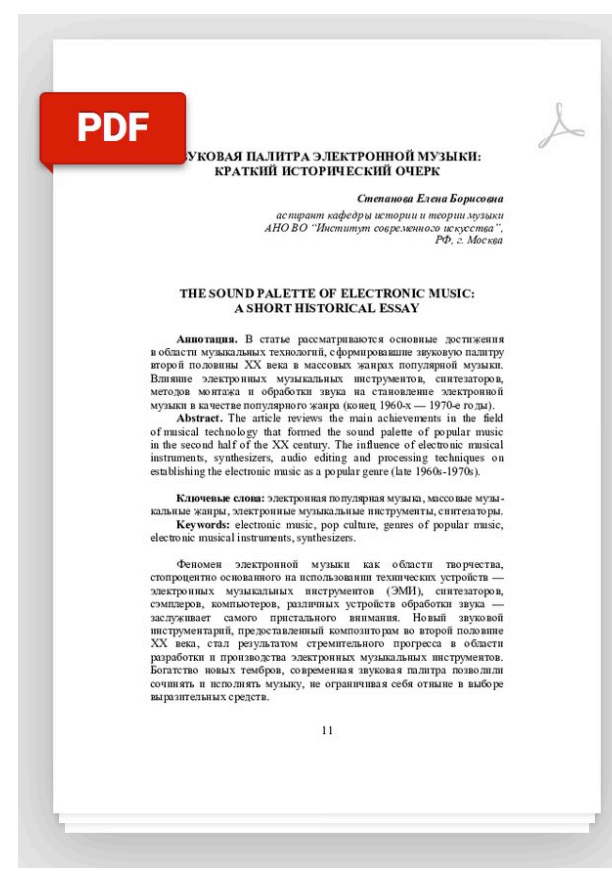 PDF
ЗВУКОВАЯ ПАЛИТРА ЭЛЕКТРОННОЙ МУЗЫКИ:
КРАТКИЙ ИСТОРИЧЕСКИЙ ОЧЕРК
Степанова Елена Борисовна
аспирант кафедры истории и теории музыки
АНО ВО “Институт современного искусства”,
РФ, г. Москва
THE SOUND PALETTE OF ELECTRONIC MUSIC:
A SHORT HISTORICAL ESSAY
Аннотация. В статье рассматриваются основные достижения
в области музыкальных технологий, сформировавшие звуковую палитру
второй половины XX века в массовых жанрах популярной музыки.
Влияние электронных музыкальных инструментов, синтезаторов,
методов монтажа и обработки звука на становление электронной
музыки в качестве популярного жанра (конец 1960-х — 1970-е годы).
Abstract. The article reviews the main achievements in the field
of musical technology that formed the sound palette of popular music
in the second half of the XX century. The influence of electronic musical
instruments, synthesizers, audio editing and processing techniques on
establishing the electronic music as a popular genre (late 1960s-1970s).
Ключевые слова: электронная популярная музыка, массовые музы-
кальные жанры, электронные музыкальные инструменты, синтезаторы.
Keywords: electronic music, pop culture, genres of popular music,
electronic musical instruments, synthesizers.
Феномен электронной музыки как области творчества,
стопроцентно основанного на использовании технических устройств —
электронных музыкальных инструментов (ЭМИ), синтезаторов,
сэмплеров, компьютеров, различных устройств обработки звука —
заслуживает самого пристального внимания. Новый звуковой
инструментарий, предоставленный композиторам во второй половине
XX века, стал результатом стремительного прогресса в области
разработки и производства электронных музыкальных инструментов.
Богатство новых тембров, современная звуковая палитра позволили
сочинять и исполнять музыку, не ограничивая себя отныне в выборе
выразительных средств.
11